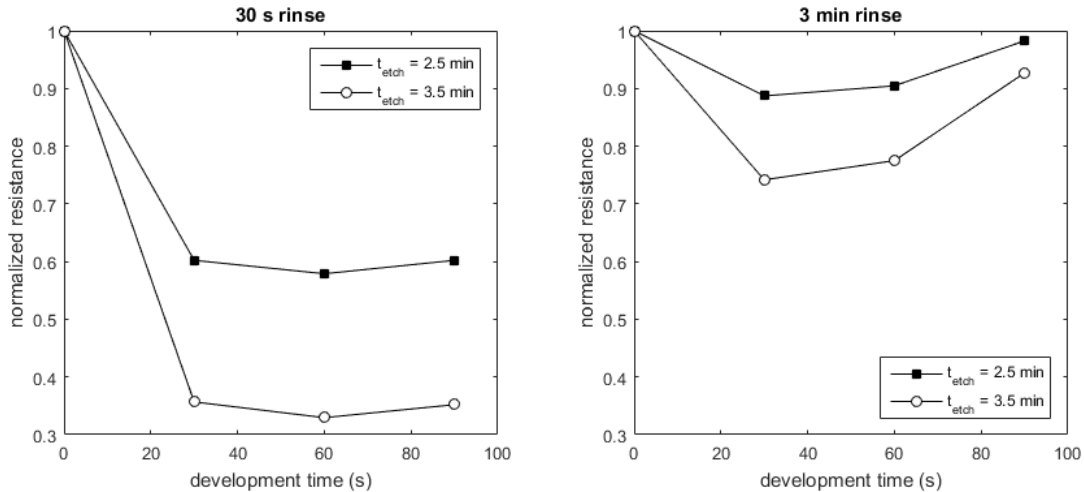 30 s rinse
1
0.9
0.8
0.7
0.6
0.5
0.4
0.3
normalized resistance
t_etch = 2.5 min
t_etch = 3.5 min
0 20 40 60 80 100
development time (s)
3 min rinse
1
0.9
0.8
0.7
0.6
0.5
0.4
0.3
normalized resistance
t_etch = 2.5 min
t_etch = 3.5 min
0 20 40 60 80 100
development time (s)